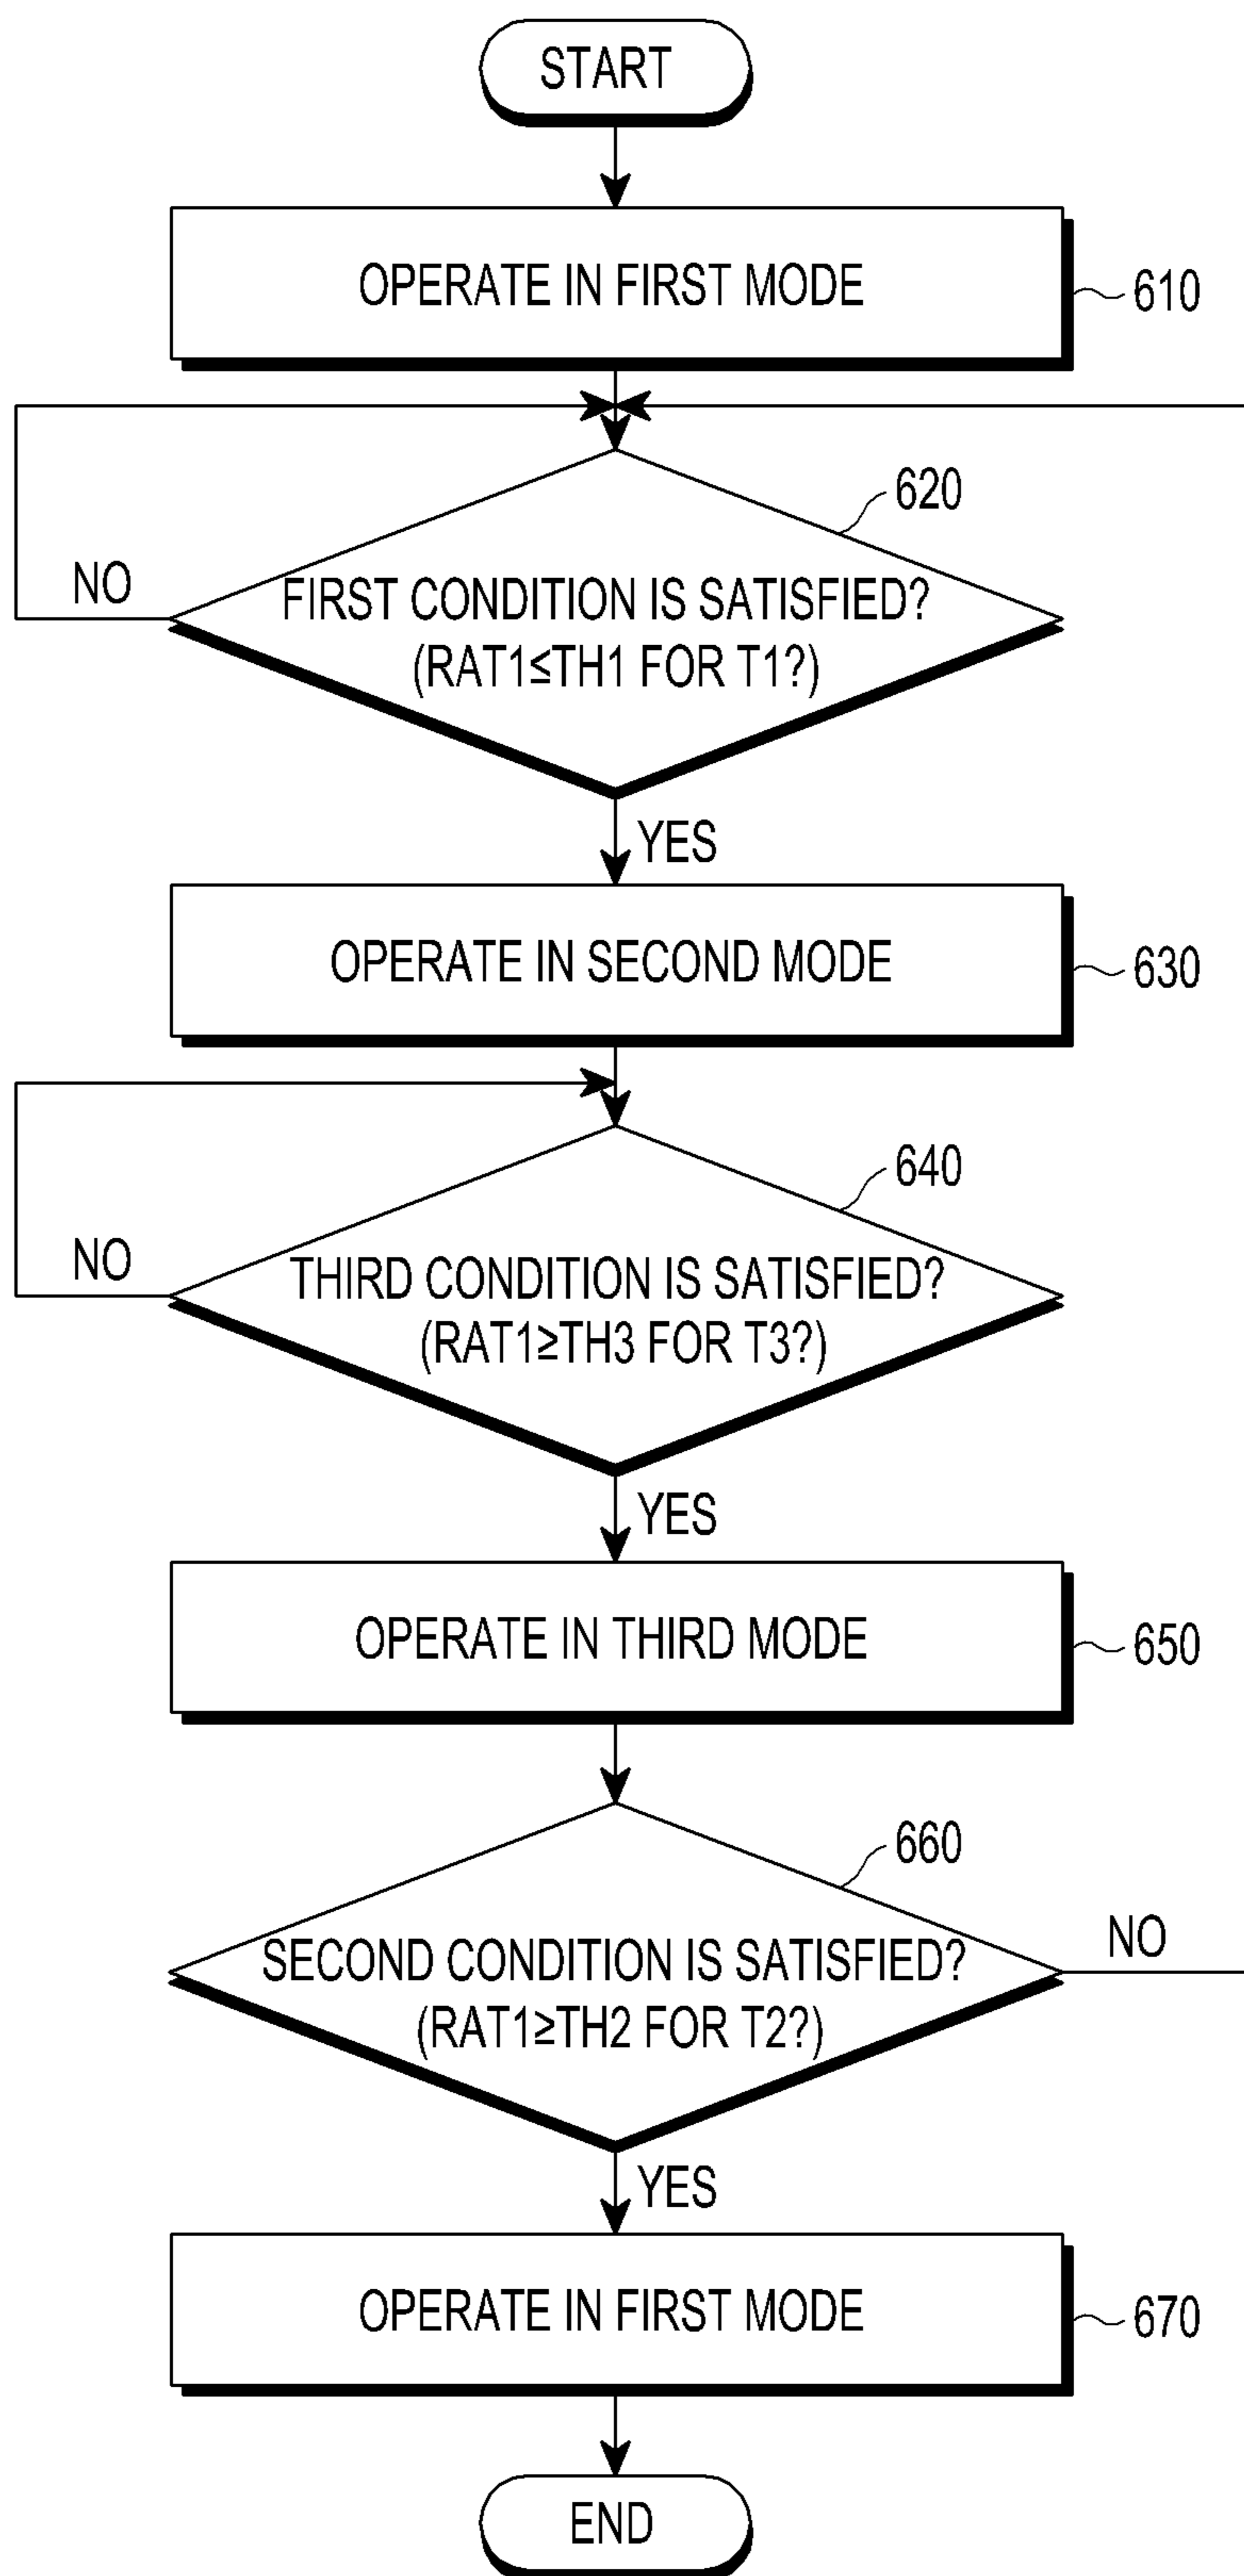 START
OPERATE IN FIRST MODE
610
620
NO
FIRST CONDITION IS SATISFIED?
(RAT1≤TH1 FOR T1?)
YES
OPERATE IN SECOND MODE
630
640
NO
THIRD CONDITION IS SATISFIED?
(RAT1≥TH3 FOR T3?)
YES
OPERATE IN THIRD MODE
650
660
NO
SECOND CONDITION IS SATISFIED?
(RAT1≥TH2 FOR T2?)
YES
OPERATE IN FIRST MODE
670
END